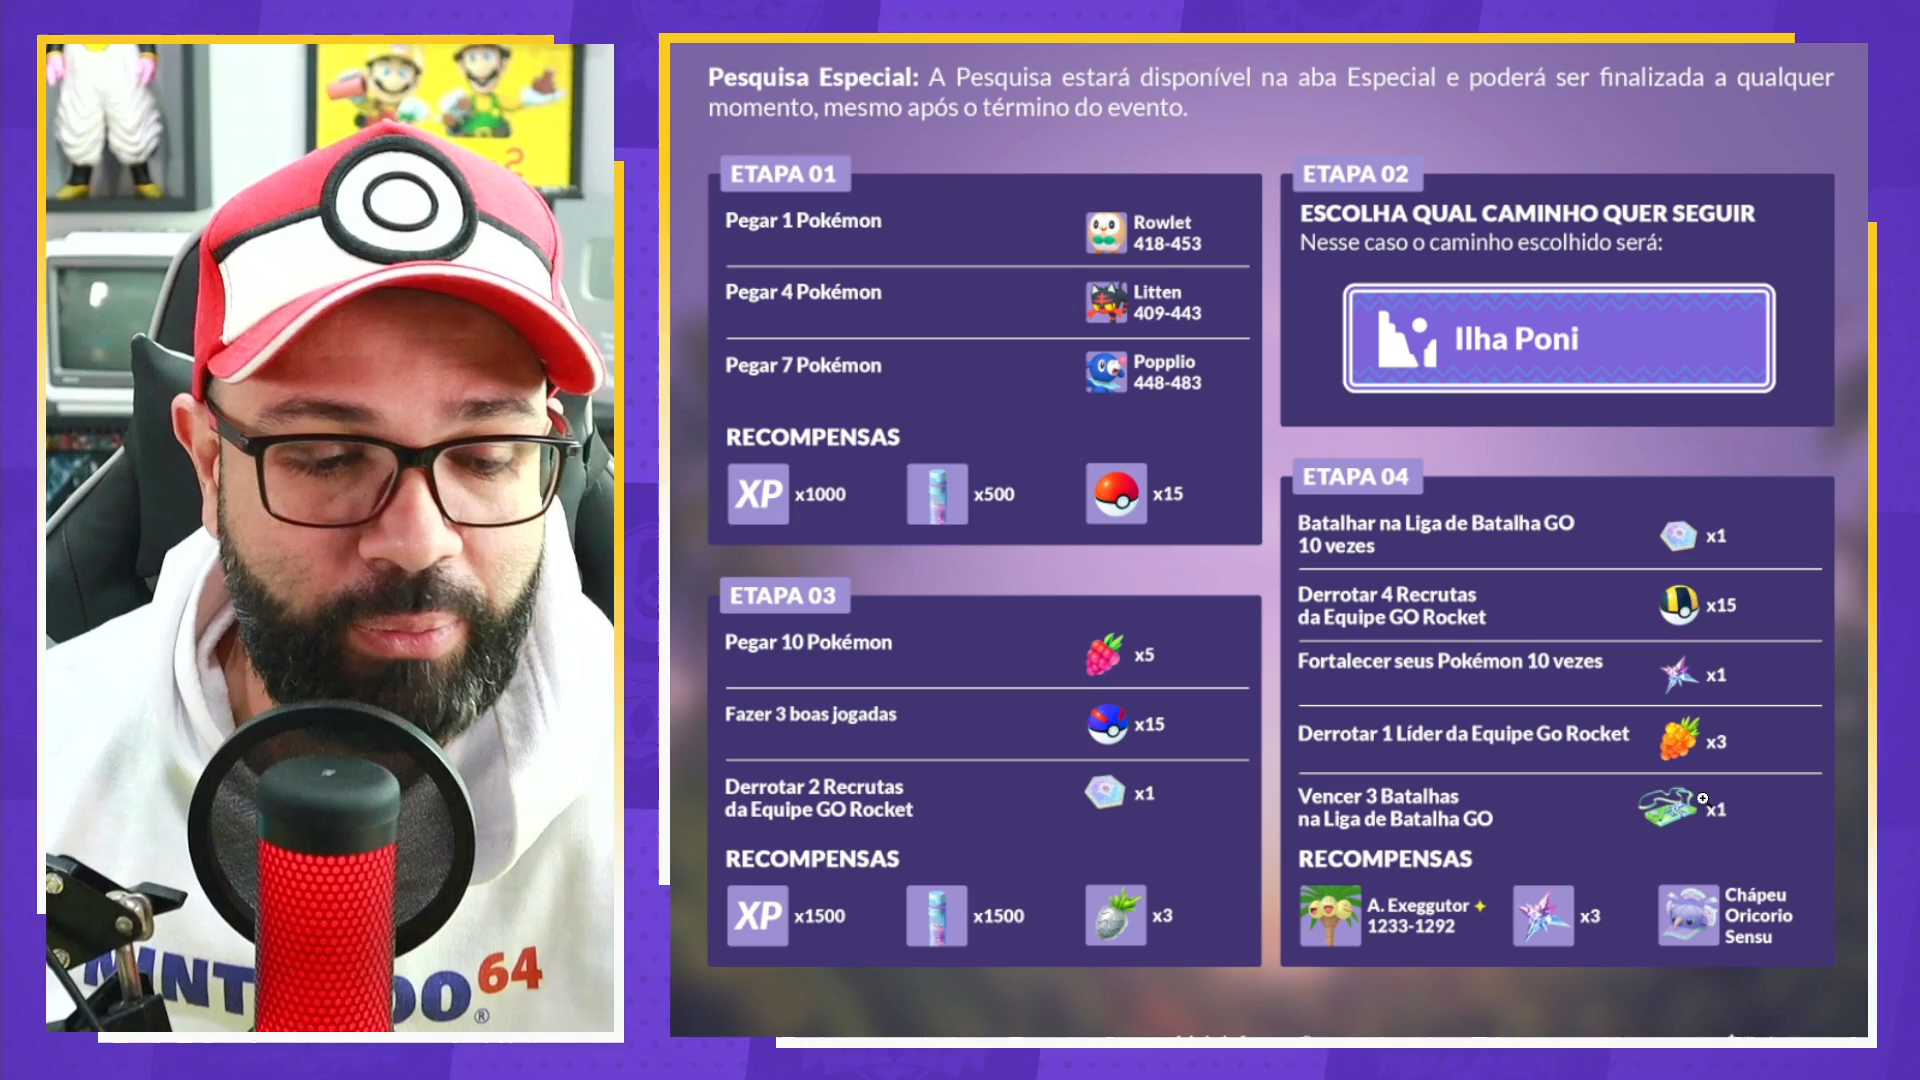 Pesquisa Especial: A Pesquisa estará disponível na aba Especial e poderá ser finalizada a qualquer
momento, mesmo após o término do evento.
ETAPA 01
Pegar 1 Pokémon
Rowlet
418-453
Pegar 4 Pokémon
Litten
409-443
Pegar 7 Pokémon
Popplio
448-483
RECOMPENSAS
XP x1000
x500
x15
ETAPA 02
ESCOLHA QUAL CAMINHO QUER SEGUIR
Nesse caso o caminho escolhido será:
Ilha Poni
ETAPA 03
Pegar 10 Pokémon
x5
Fazer 3 boas jogadas
x15
Derrotar 2 Recrutas
da Equipe GO Rocket
x1
RECOMPENSAS
XP x1500
x1500
x3
ETAPA 04
Batalhar na Liga de Batalha GO
10 vezes
x1
Derrotar 4 Recrutas
da Equipe GO Rocket
x15
Fortalecer seus Pokémon 10 vezes
x1
Derrotar 1 Líder da Equipe Go Rocket
x3
Vencer 3 Batalhas
na Liga de Batalha GO
x1
RECOMPENSAS
A. Exeggutor
1233-1292
x3
Chápeu
Oricorio
Sensu
64
®